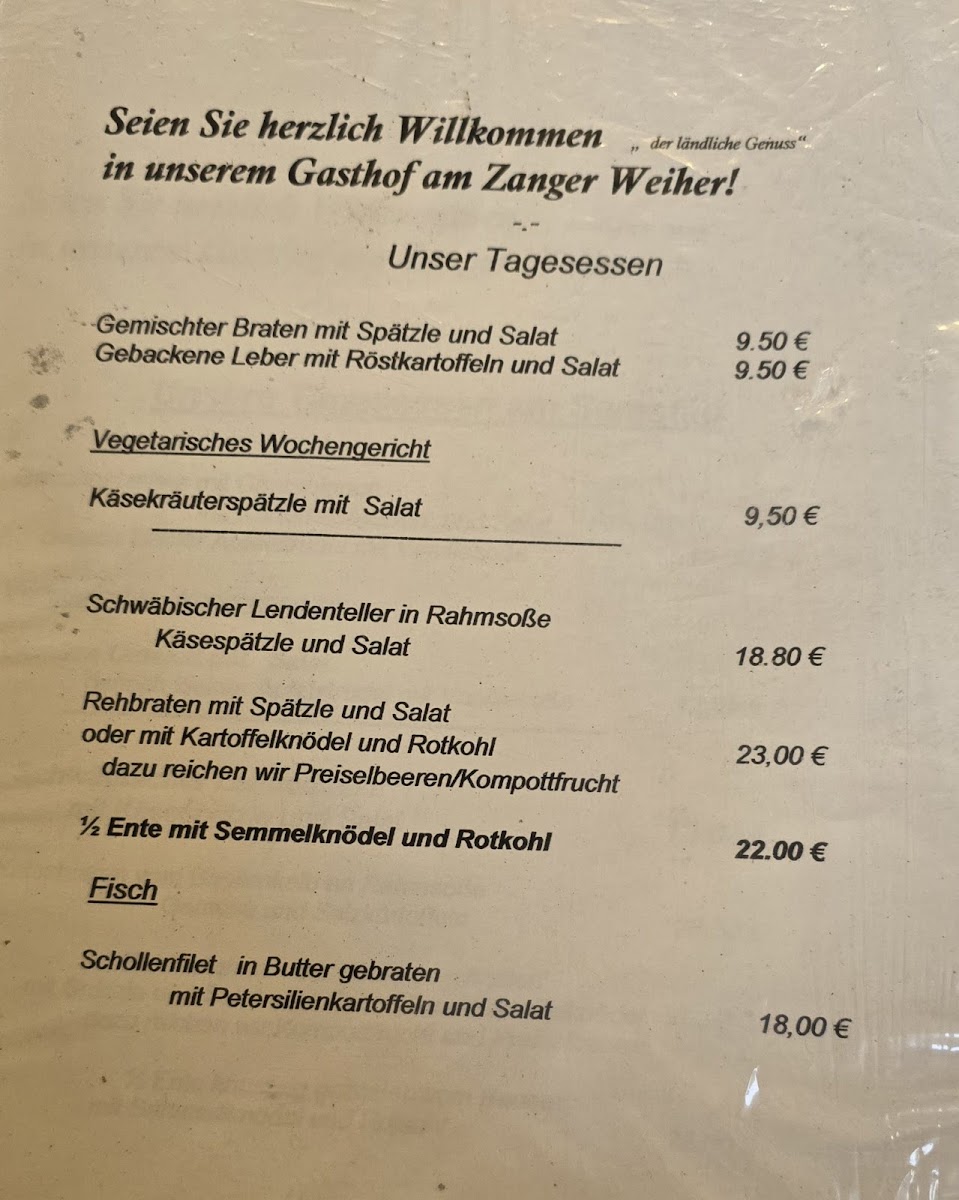 Seien Sie herzlich Willkommen „ der ländliche Genuss“
in unserem Gasthof am Zanger Weiher!
-.-
Unser Tagesessen
Gemischter Braten mit Spätzle und Salat 9.50 €
Gebackene Leber mit Röstkartoffeln und Salat 9.50 €
Vegetarisches Wochengericht
Käsekräuterspätzle mit Salat 9,50 €
Schwäbischer Lendenteller in Rahmsoße
Käsespätzle und Salat 18.80 €
Rehbraten mit Spätzle und Salat
oder mit Kartoffelknödel und Rotkohl 23,00 €
dazu reichen wir Preiselbeeren/Kompottfrucht
½ Ente mit Semmelknödel und Rotkohl 22.00 €
Fisch
Schollenfilet in Butter gebraten
mit Petersilienkartoffeln und Salat 18,00 €